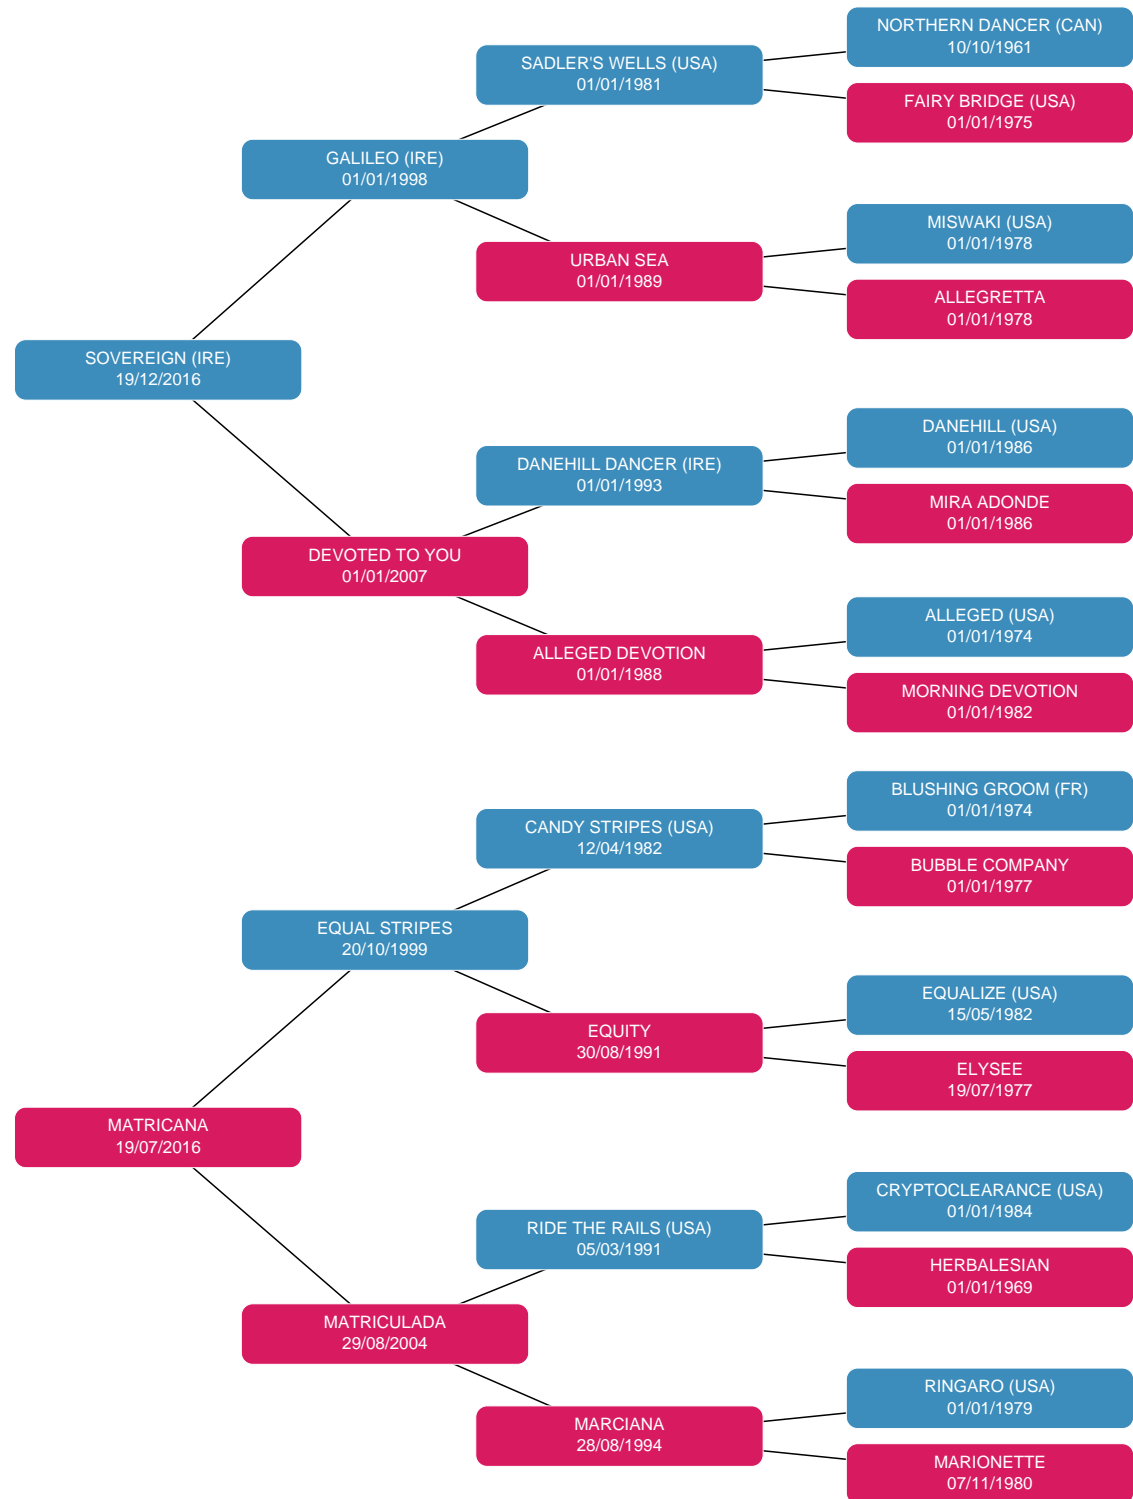 NORTHERN DANCER (CAN)
10/10/1961
SADLER'S WELLS (USA)
01/01/1981
FAIRY BRIDGE (USA)
01/01/1975
GALILEO (IRE)
01/01/1998
MISWAKI (USA)
01/01/1978
URBAN SEA
01/01/1989
ALLEGRETTA
01/01/1978
SOVEREIGN (IRE)
19/12/2016
DANEHILL (USA)
01/01/1986
DANEHILL DANCER (IRE)
01/01/1993
MIRA ADONDE
01/01/1986
DEVOTED TO YOU
01/01/2007
ALLEGED (USA)
01/01/1974
ALLEGED DEVOTION
01/01/1988
MORNING DEVOTION
01/01/1982
BLUSHING GROOM (FR)
01/01/1974
CANDY STRIPES (USA)
12/04/1982
BUBBLE COMPANY
01/01/1977
EQUAL STRIPES
20/10/1999
EQUALIZE (USA)
15/05/1982
EQUITY
30/08/1991
ELYSEE
19/07/1977
MATRICANA
19/07/2016
CRYPTOCLEARANCE (USA)
01/01/1984
RIDE THE RAILS (USA)
05/03/1991
HERBALESIAN
01/01/1969
MATRICULADA
29/08/2004
RINGARO (USA)
01/01/1979
MARCIANA
28/08/1994
MARIONETTE
07/11/1980